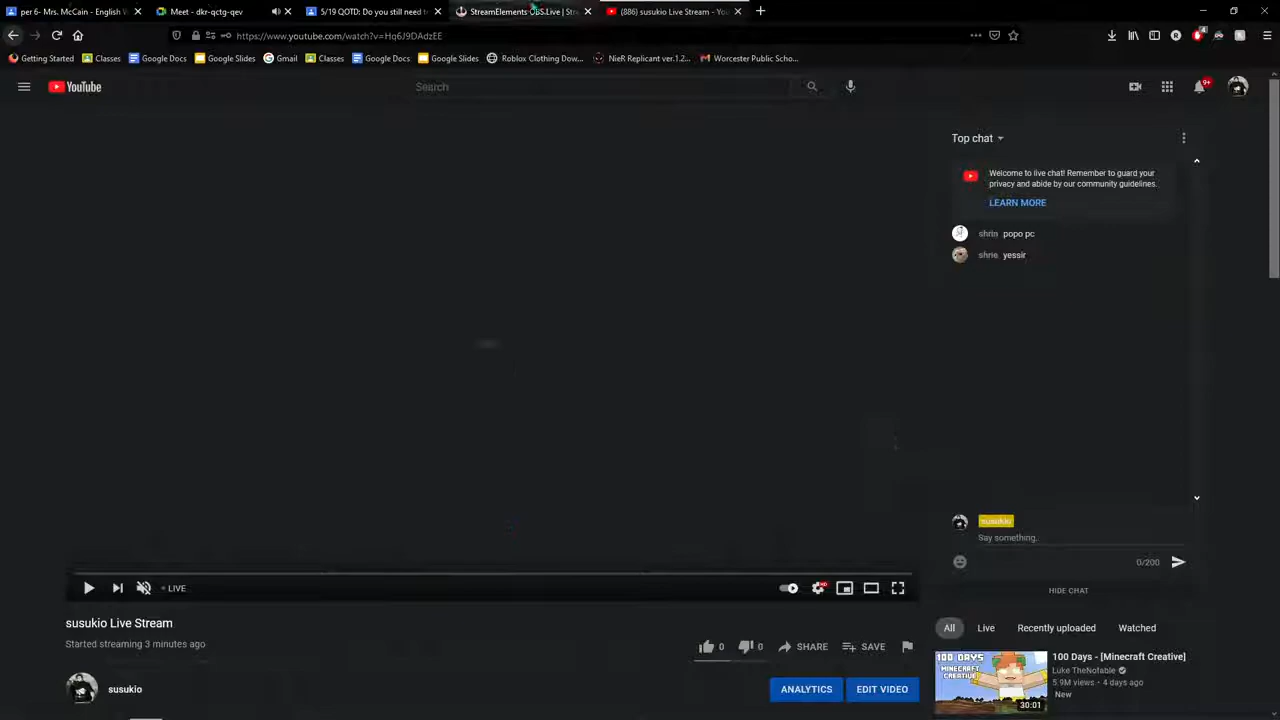 per 6- Mrs. McCain - English W
Meet - dkr-qctg-qev
5/19 QOTD: Do you still need t
StreamElements OBS.Live | Stre
(886) susukio Live Stream - You
https://www.youtube.com/watch?v=Hq6J9DAdzEE
Getting Started
Classes
Google Docs
Google Slides
Gmail
Classes
Google Docs
Google Slides
Roblox Clothing Dow...
NieR Replicant ver.1.2...
Worcester Public Scho...
YouTube
Search
9+
Top chat
Welcome to live chat! Remember to guard your
privacy and abide by our community guidelines.
LEARN MORE
shrin popo pc
shrie yessir
susukio
Say something..
0/200
HIDE CHAT
LIVE
susukio Live Stream
Started streaming 3 minutes ago
0
0
SHARE
SAVE
All
Live
Recently uploaded
Watched
susukio
ANALYTICS
EDIT VIDEO
100 DAYS
MINECRAFT
CREATIVE
30:01
100 Days - [Minecraft Creative]
Luke TheNotable
5.9M views • 4 days ago
New